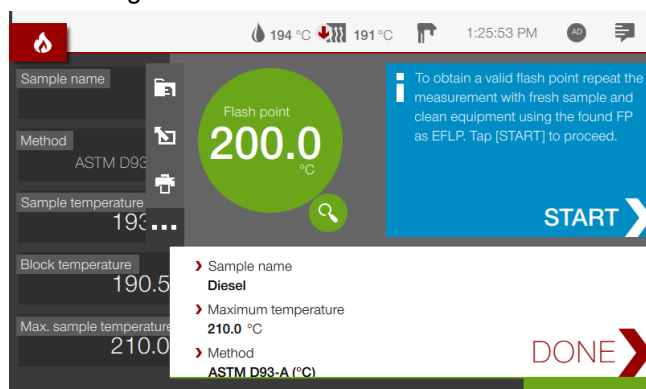 194 °C
191 °C
1:25:53 PM
AD
Sample name
Method
ASTM D93
Sample temperature
193
Block temperature
190.5
Max. sample temperature
210.0
Flash point
200.0
°C
To obtain a valid flash point repeat the
measurement with fresh sample and
clean equipment using the found FP
as EFLP. Tap [START] to proceed.
START
Sample name
Diesel
Maximum temperature
210.0 °C
Method
ASTM D93-A (°C)
DONE